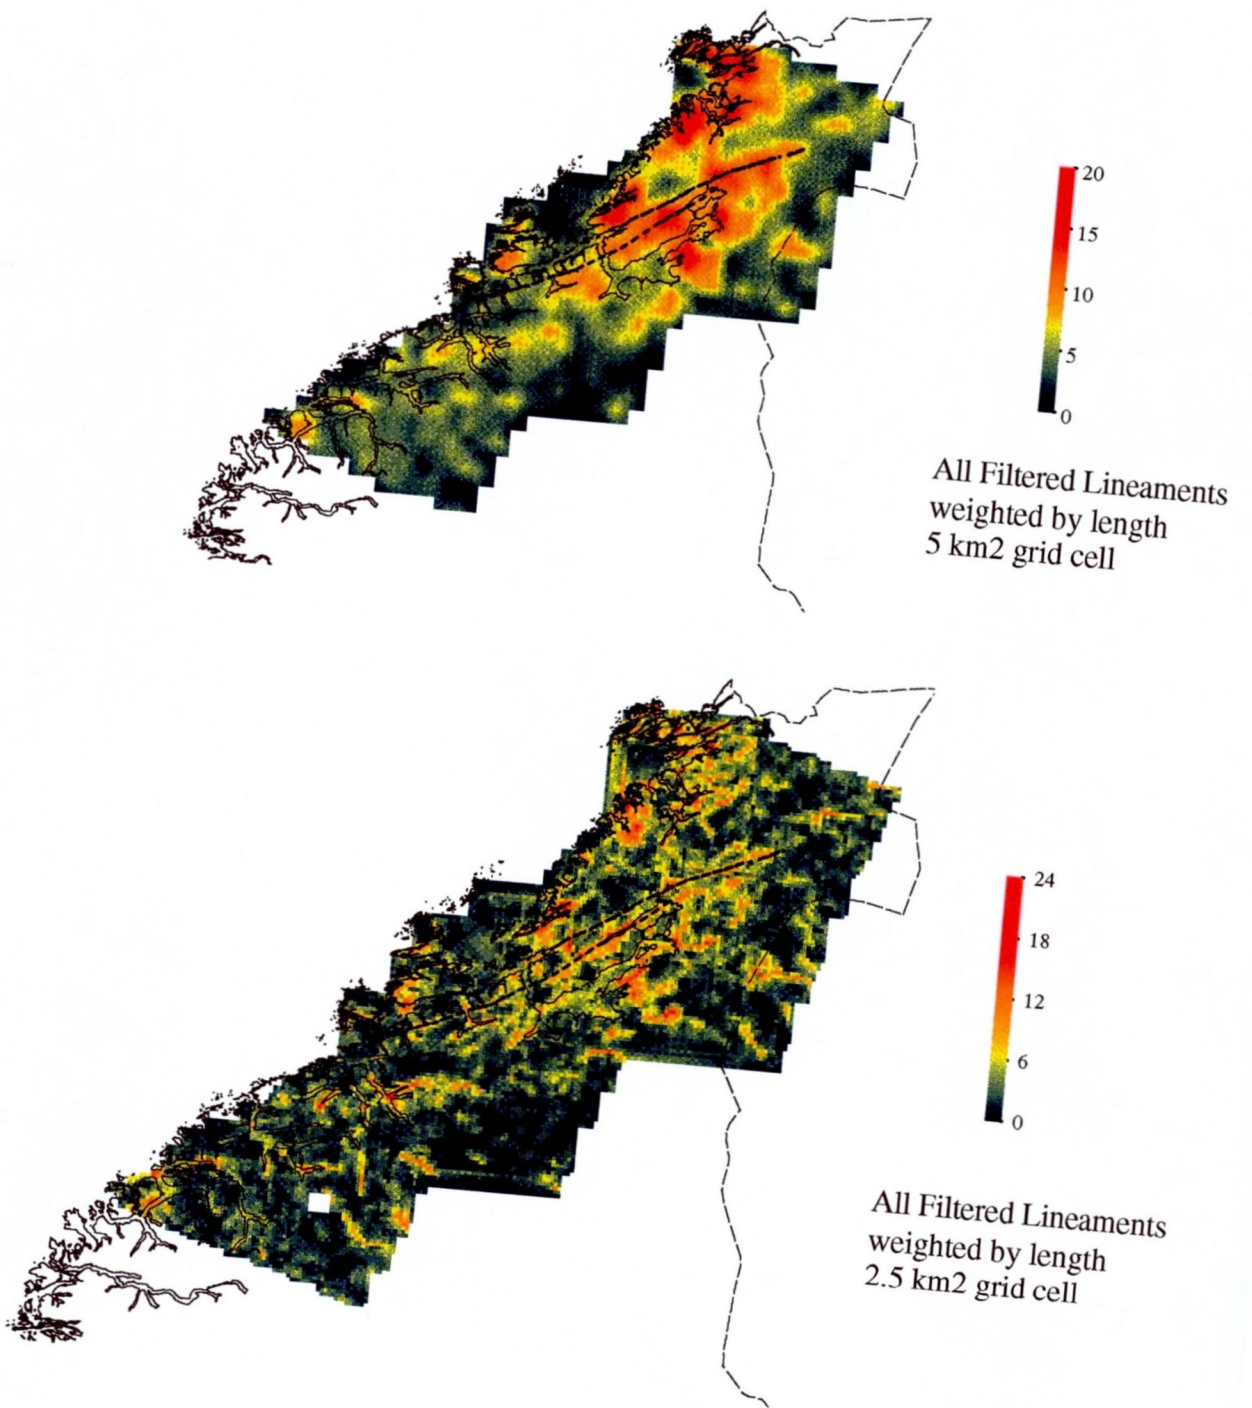 20
15
10
5
0
All Filtered Lineaments
weighted by length
5 km2 grid cell
24
18
12
6
0
All Filtered Lineaments
weighted by length
2.5 km2 grid cell